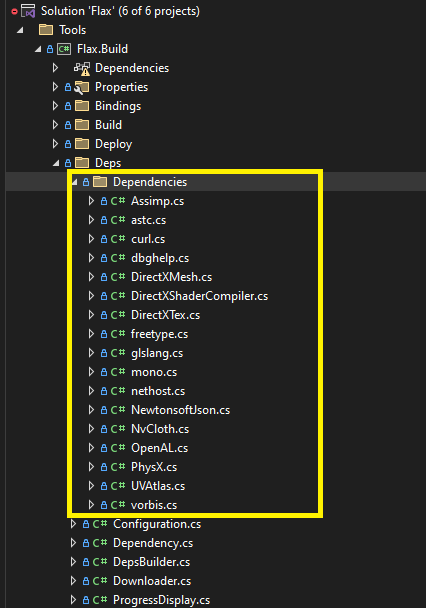 Solution 'Flax' (6 of 6 projects)
Tools
C# Flax.Build
Dependencies
Properties
Bindings
Build
Deploy
Deps
Dependencies
C# Assimp.cs
C# astc.cs
C# curl.cs
C# dbghelp.cs
C# DirectXMesh.cs
C# DirectXShaderCompiler.cs
C# DirectXTex.cs
C# freetype.cs
C# glslang.cs
C# mono.cs
C# nethost.cs
C# NewtonsoftJson.cs
C# NvCloth.cs
C# OpenAL.cs
C# PhysX.cs
C# UVAtlas.cs
C# vorbis.cs
C# Configuration.cs
C# Dependency.cs
C# DepsBuilder.cs
C# Downloader.cs
C# ProgressDisplay.cs